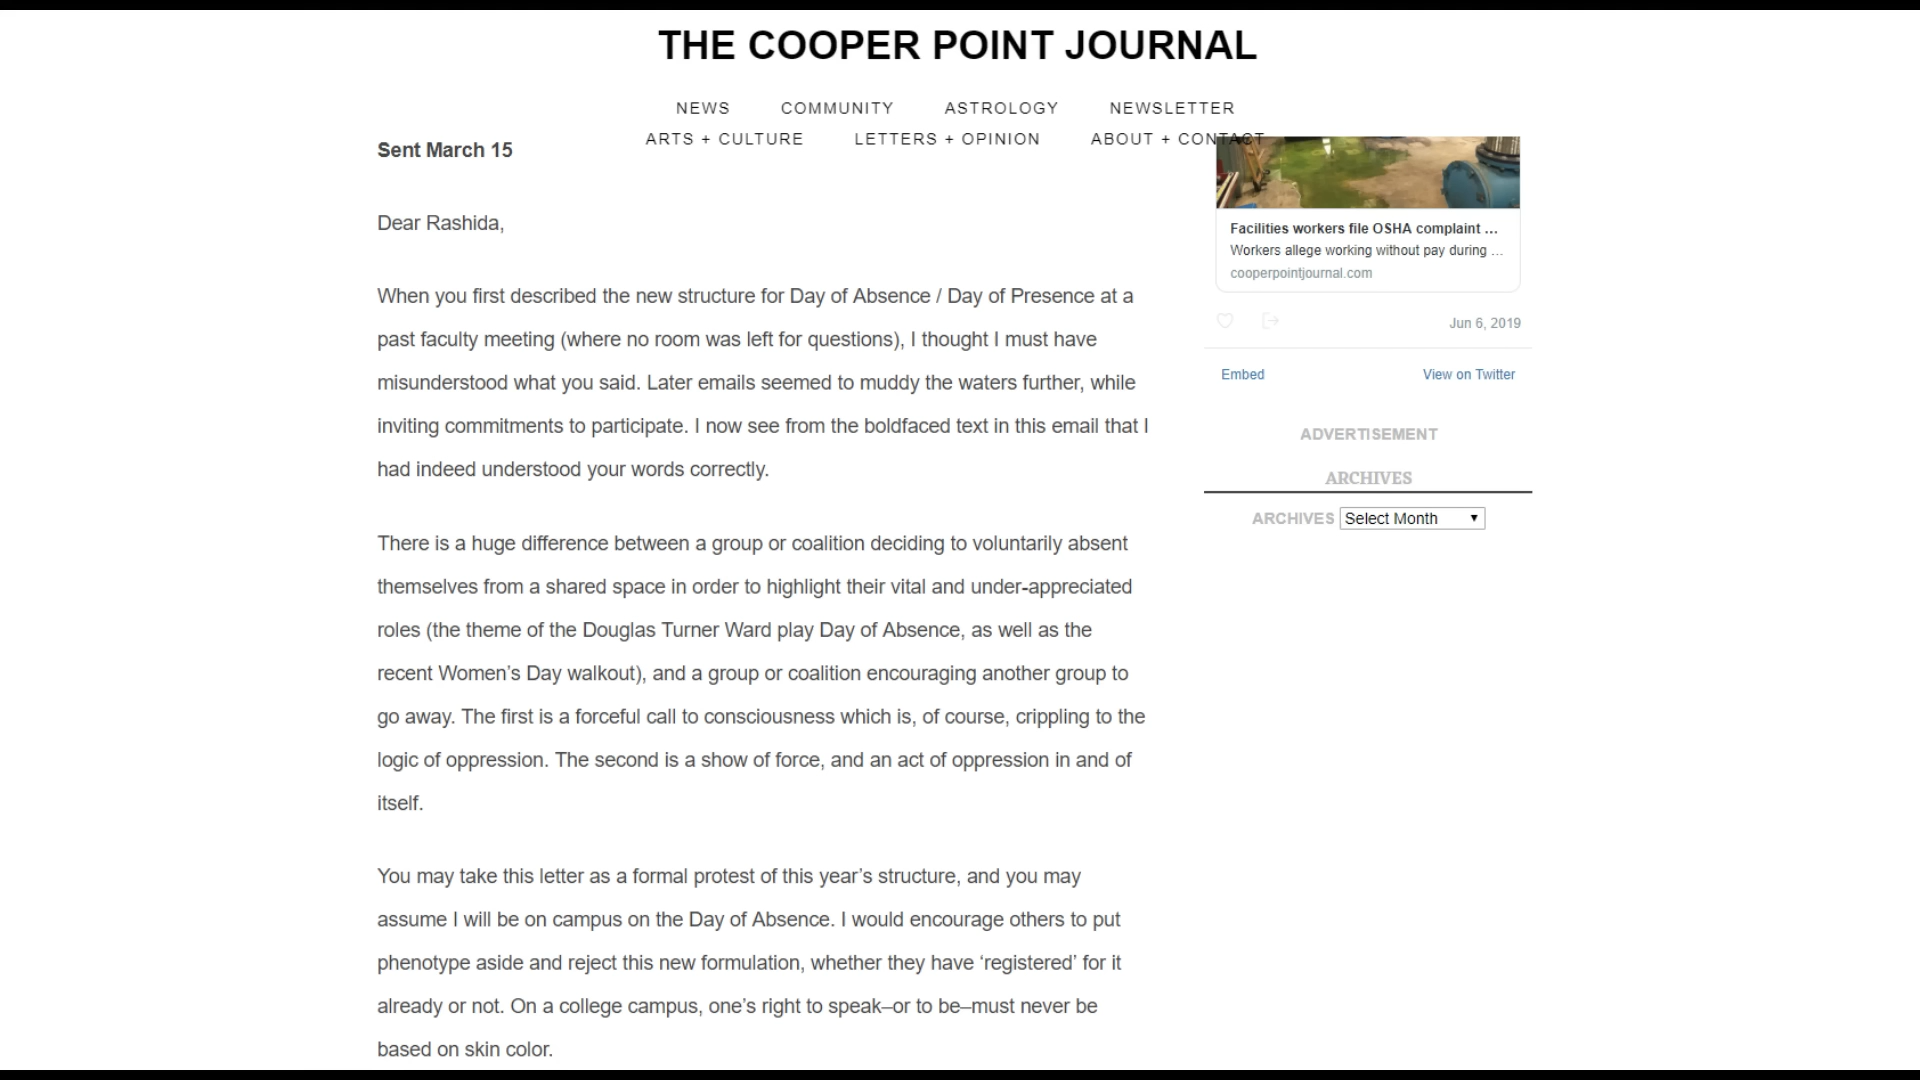 THE COOPER POINT JOURNAL
NEWS COMMUNITY ASTROLOGY NEWSLETTER
ARTS + CULTURE LETTERS + OPINION ABOUT + CONTACT
Sent March 15
Dear Rashida,
When you first described the new structure for Day of Absence / Day of Presence at a
past faculty meeting (where no room was left for questions), I thought I must have
misunderstood what you said. Later emails seemed to muddy the waters further, while
inviting commitments to participate. I now see from the boldfaced text in this email that I
had indeed understood your words correctly.
There is a huge difference between a group or coalition deciding to voluntarily absent
themselves from a shared space in order to highlight their vital and under-appreciated
roles (the theme of the Douglas Turner Ward play Day of Absence, as well as the
recent Women’s Day walkout), and a group or coalition encouraging another group to
go away. The first is a forceful call to consciousness which is, of course, crippling to the
logic of oppression. The second is a show of force, and an act of oppression in and of
itself.
You may take this letter as a formal protest of this year’s structure, and you may
assume I will be on campus on the Day of Absence. I would encourage others to put
phenotype aside and reject this new formulation, whether they have ‘registered’ for it
already or not. On a college campus, one’s right to speak–or to be–must never be
based on skin color.
Facilities workers file OSHA complaint ...
Workers allege working without pay during ...
cooperpointjournal.com
Jun 6, 2019
Embed View on Twitter
ADVERTISEMENT
ARCHIVES
ARCHIVES Select Month